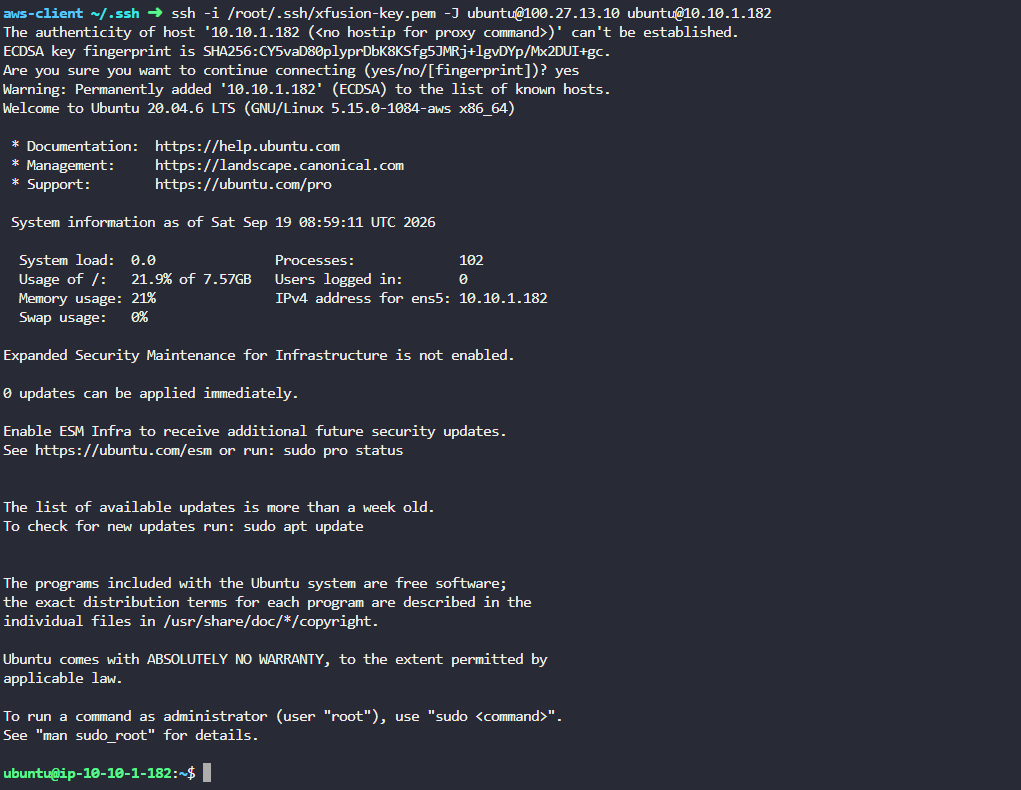 aws-client ~/.ssh ➜ ssh -i /root/.ssh/xfusion-key.pem -J ubuntu@100.27.13.10 ubuntu@10.10.1.182
The authenticity of host '10.10.1.182 (<no hostip for proxy command>)' can't be established.
ECDSA key fingerprint is SHA256:CY5vaD80plyprDbK8KSfg5JMRj+lgvDYp/Mx2DUI+gc.
Are you sure you want to continue connecting (yes/no/[fingerprint])? yes
Warning: Permanently added '10.10.1.182' (ECDSA) to the list of known hosts.
Welcome to Ubuntu 20.04.6 LTS (GNU/Linux 5.15.0-1084-aws x86_64)

 * Documentation:  https://help.ubuntu.com
 * Management:     https://landscape.canonical.com
 * Support:        https://ubuntu.com/pro

 System information as of Sat Sep 19 08:59:11 UTC 2026

  System load:  0.0               Processes:             102
  Usage of /:   21.9% of 7.57GB   Users logged in:       0
  Memory usage: 21%               IPv4 address for ens5: 10.10.1.182
  Swap usage:   0%

Expanded Security Maintenance for Infrastructure is not enabled.

0 updates can be applied immediately.

Enable ESM Infra to receive additional future security updates.
See https://ubuntu.com/esm or run: sudo pro status


The list of available updates is more than a week old.
To check for new updates run: sudo apt update


The programs included with the Ubuntu system are free software;
the exact distribution terms for each program are described in the
individual files in /usr/share/doc/*/copyright.

Ubuntu comes with ABSOLUTELY NO WARRANTY, to the extent permitted by
applicable law.

To run a command as administrator (user "root"), use "sudo <command>".
See "man sudo_root" for details.

ubuntu@ip-10-10-1-182:~$